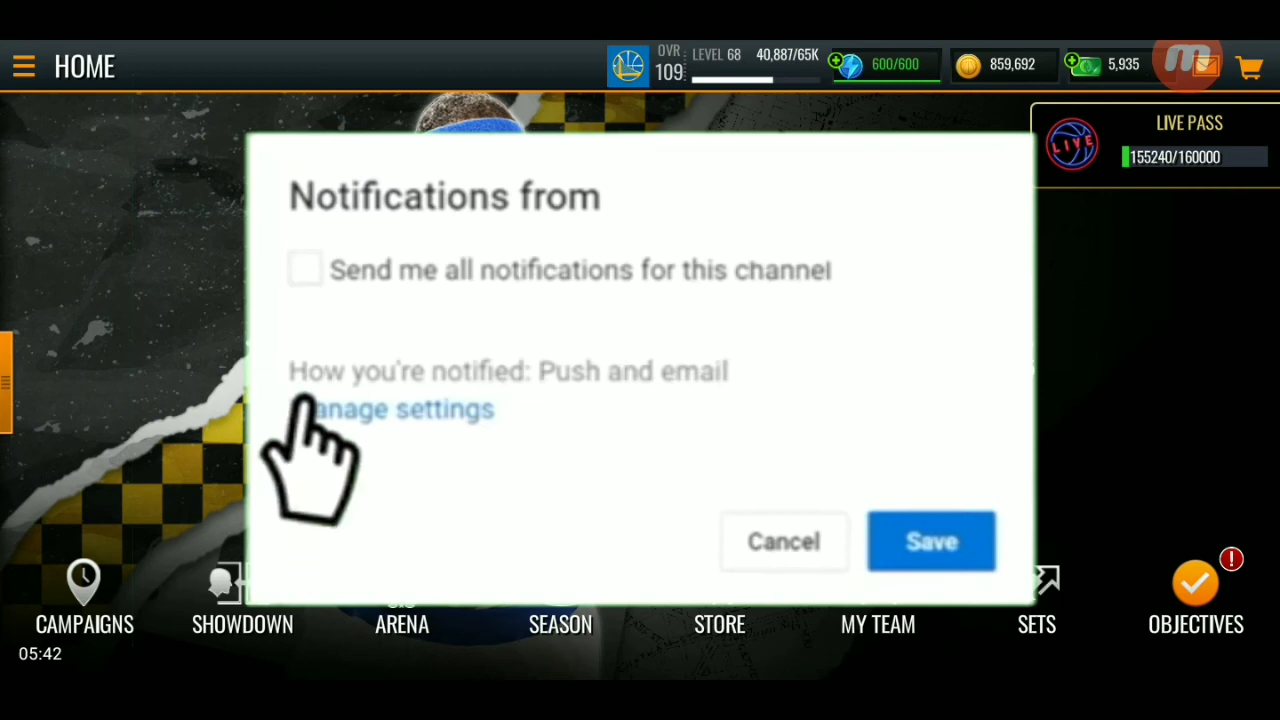 HOME
OVR
109
LEVEL 68 40,887/65K
600/600
859,692
5,935
LIVE PASS
LIVE
155240/160000
Notifications from
Send me all notifications for this channel
How you're notified: Push and email
anage settings
Cancel
Save
CAMPAIGNS
SHOWDOWN
ARENA
SEASON
STORE
MY TEAM
SETS
OBJECTIVES
05:42